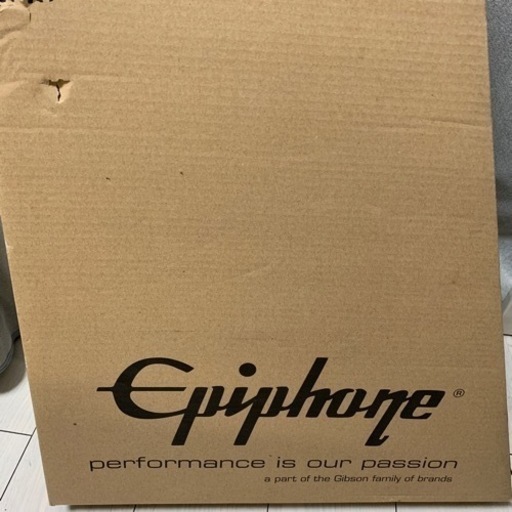 Epiphone®
performance is our passion
a part of the Gibson family of brands